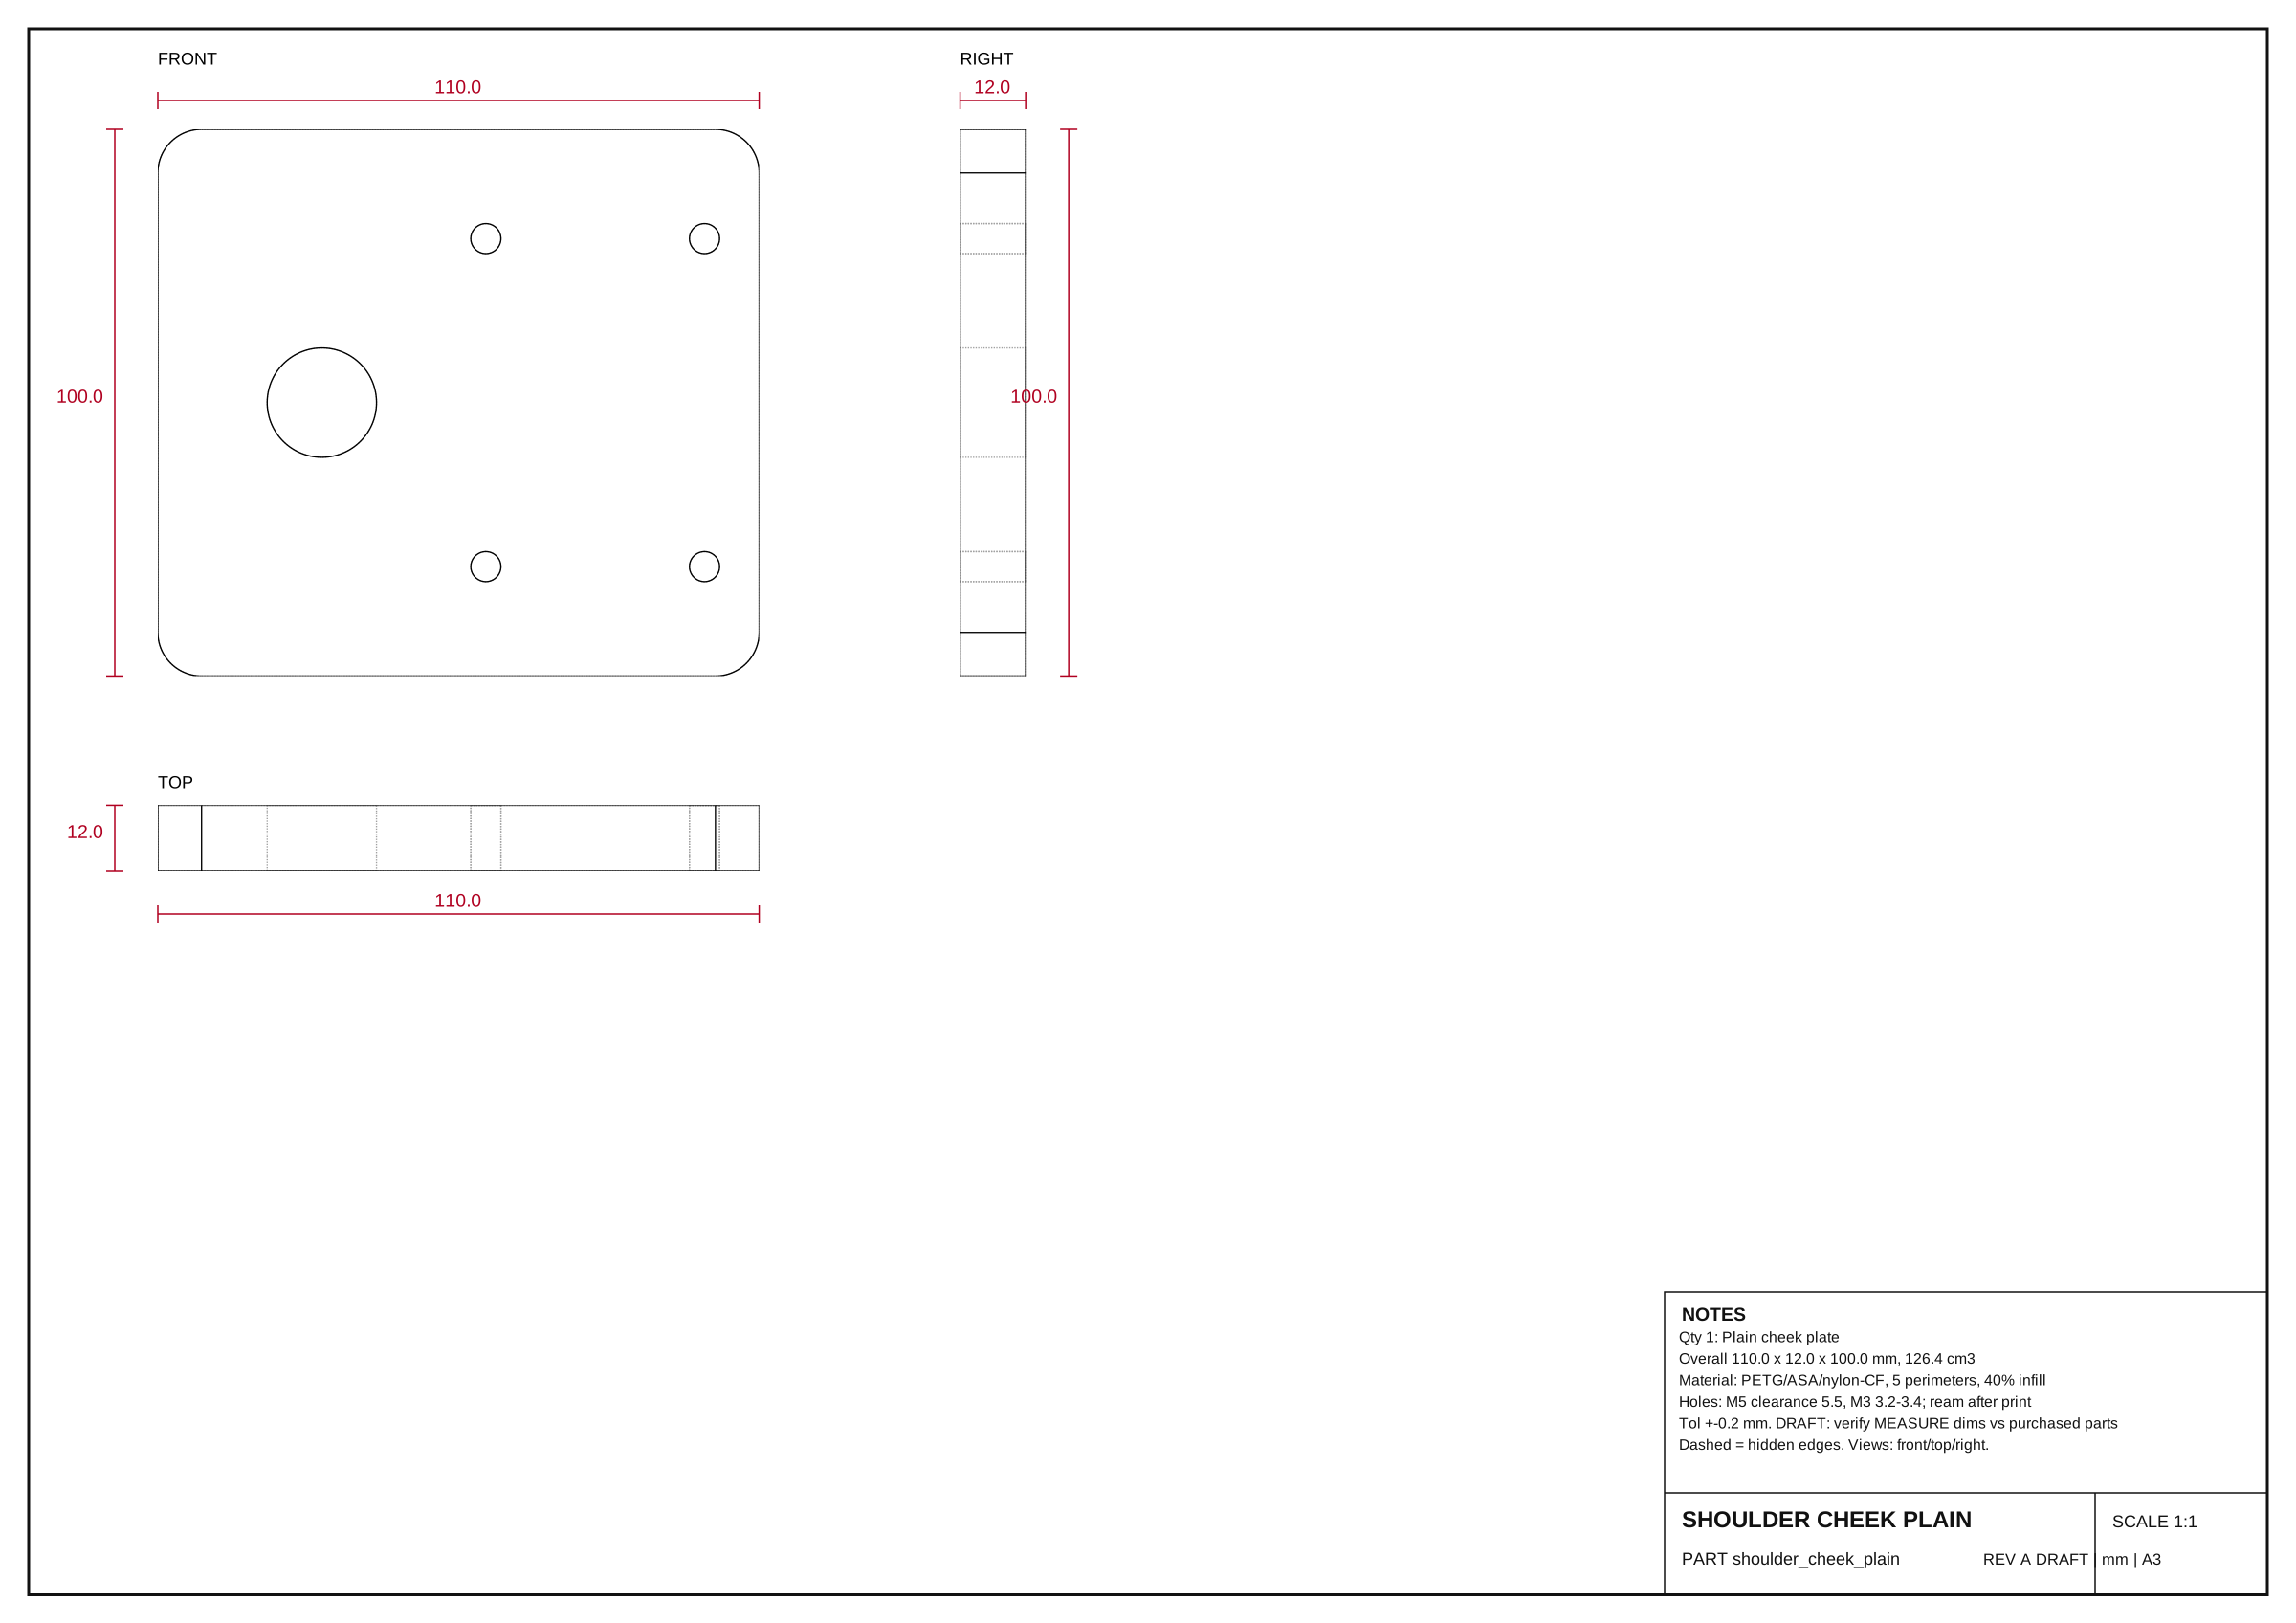 FRONT
RIGHT
110.0
12.0
100.0
100.0
TOP
12.0
110.0
NOTES
Qty 1: Plain cheek plate
Overall 110.0 x 12.0 x 100.0 mm, 126.4 cm3
Material: PETG/ASA/nylon-CF, 5 perimeters, 40% infill
Holes: M5 clearance 5.5, M3 3.2-3.4; ream after print
Tol +-0.2 mm. DRAFT: verify MEASURE dims vs purchased parts
Dashed = hidden edges. Views: front/top/right.
SHOULDER CHEEK PLAIN
SCALE 1:1
PART shoulder_cheek_plain
REV A DRAFT | mm | A3